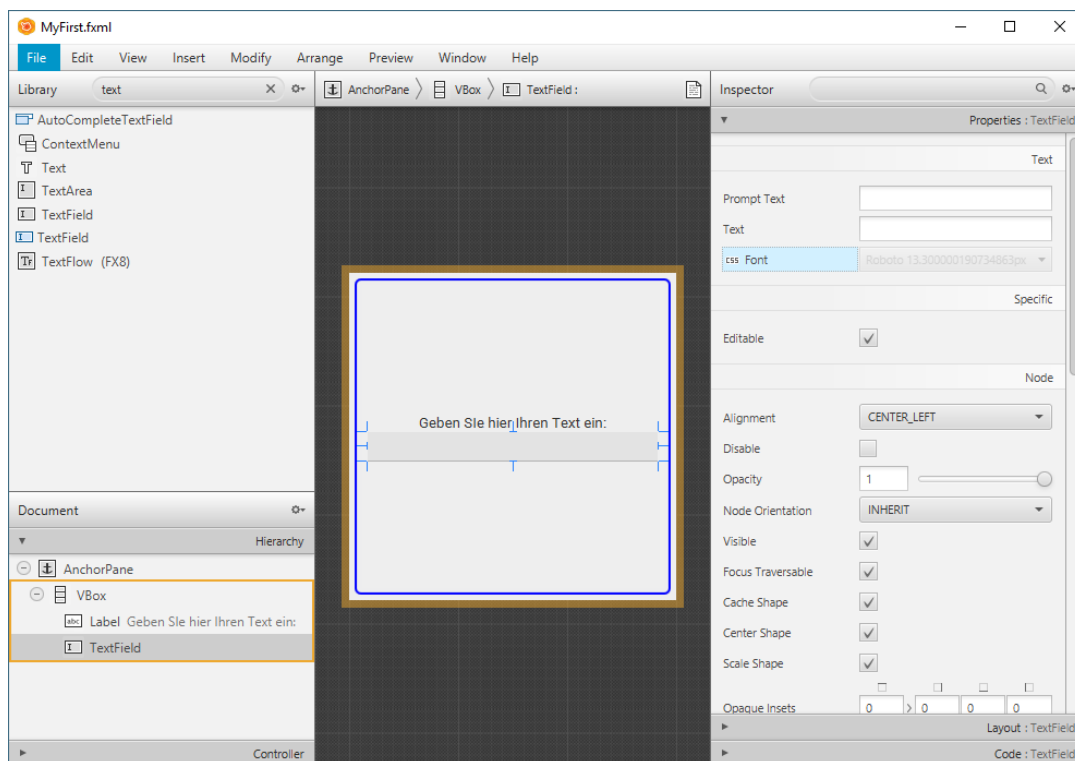 MyFirst.fxml
File Edit View Insert Modify Arrange Preview Window Help
Library text
AutoCompleteTextField
ContextMenu
Text
TextArea
TextField
TextField
TextFlow (FX8)
Document
Hierarchy
AnchorPane
VBox
abc Label Geben SIe hier Ihren Text ein:
TextField
Controller
AnchorPane VBox TextField :
Geben SIe hier Ihren Text ein:
Inspector
Properties : TextField
Text
Prompt Text
Text
css Font Roboto 13.300000190734863px
Specific
Editable
Node
Alignment CENTER_LEFT
Disable
Opacity 1
Node Orientation INHERIT
Visible
Focus Traversable
Cache Shape
Center Shape
Scale Shape
Opaque Insets 0 > 0 0 0
Layout : TextField
Code : TextField